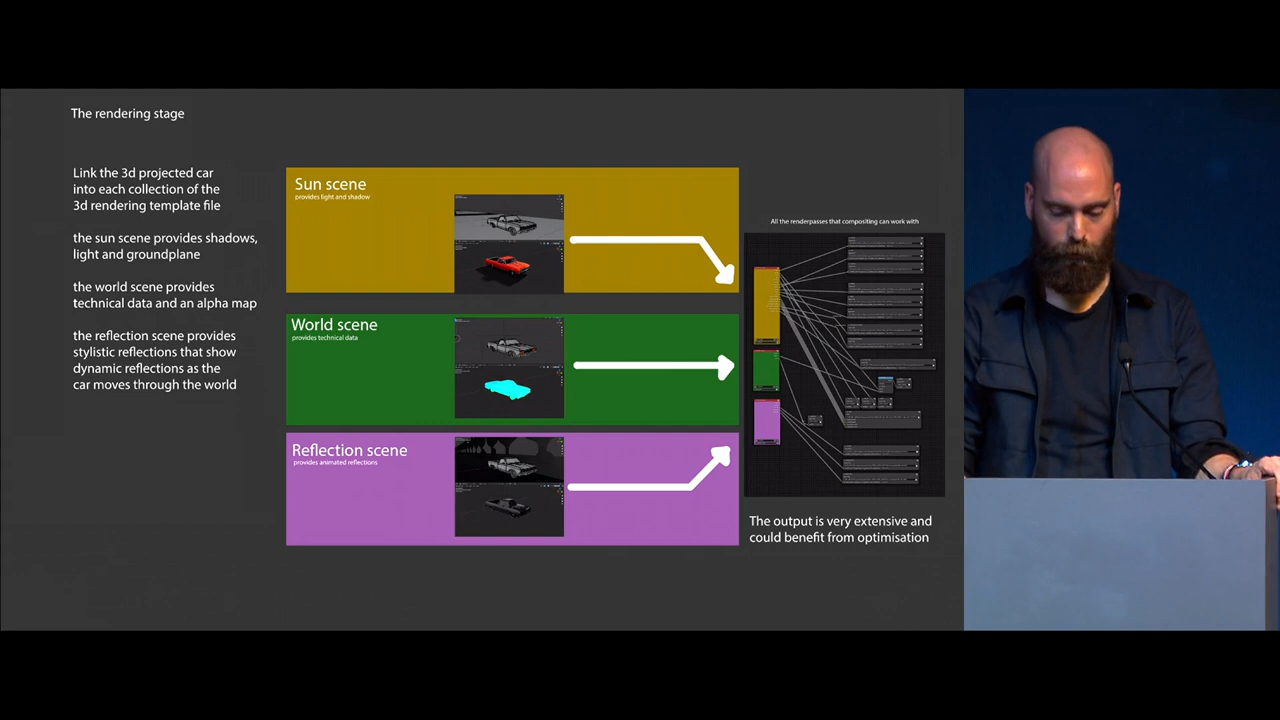 The rendering stage
Link the 3d projected car
into each collection of the
3d rendering template file
the sun scene provides shadows,
light and groundplane
the world scene provides
technical data and an alpha map
the reflection scene provides
stylistic reflections that show
dynamic reflections as the
car moves through the world
Sun scene
provides light and shadow
World scene
provides technical data
Reflection scene
provides animated reflections
All the renderpasses that compositing can work with
The output is very extensive and
could benefit from optimisation